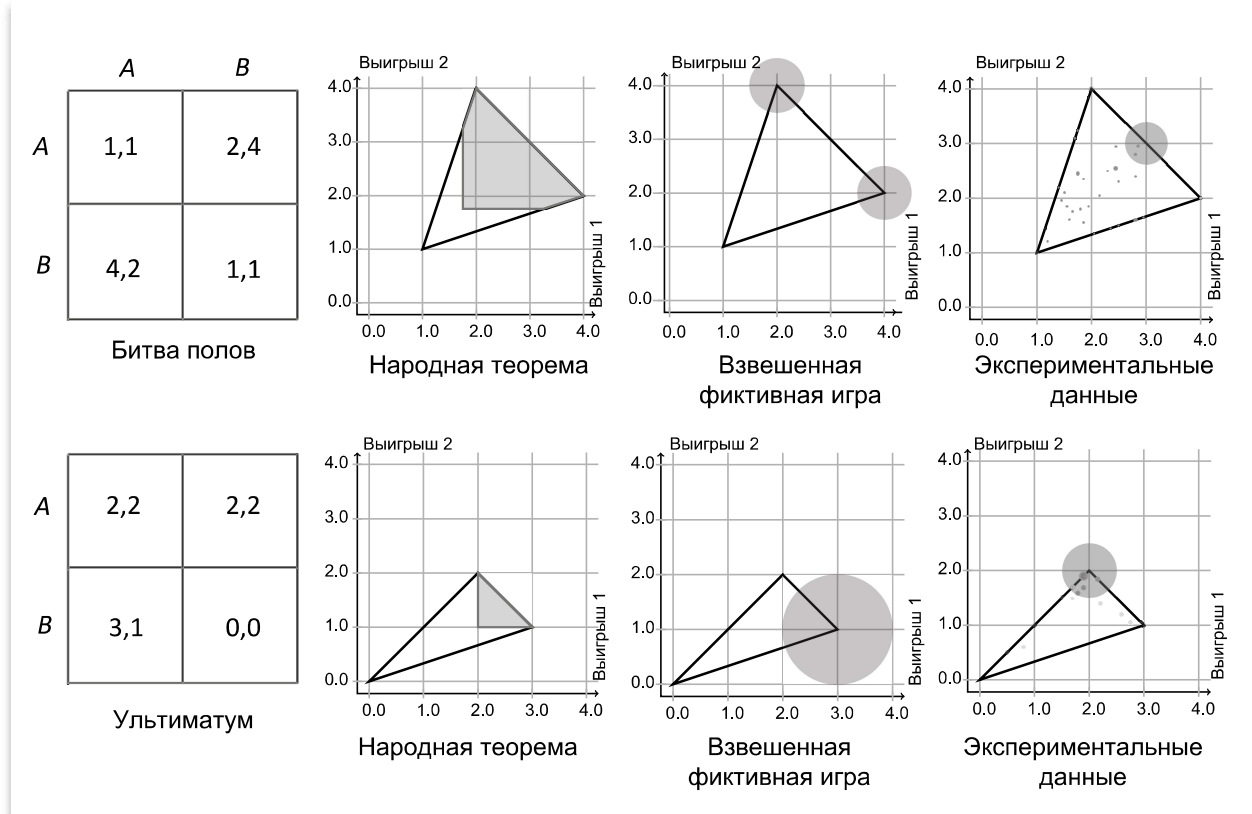 A B
A 1,1 2,4
B 4,2 1,1
Битва полов
Выигрыш 2
4.0
3.0
2.0
1.0
0.0
0.0 1.0 2.0 3.0 4.0
Выигрыш 1
Народная теорема
Выигрыш 2
4.0
3.0
2.0
1.0
0.0
0.0 1.0 2.0 3.0 4.0
Выигрыш 1
Взвешенная
фиктивная игра
Выигрыш 2
4.0
3.0
2.0
1.0
0.0
0.0 1.0 2.0 3.0 4.0
Выигрыш 1
Экспериментальные
данные
A 2,2 2,2
B 3,1 0,0
Ультиматум
Выигрыш 2
4.0
3.0
2.0
1.0
0.0
0.0 1.0 2.0 3.0 4.0
Выигрыш 1
Народная теорема
Выигрыш 2
4.0
3.0
2.0
1.0
0.0
0.0 1.0 2.0 3.0 4.0
Выигрыш 1
Взвешенная
фиктивная игра
Выигрыш 2
4.0
3.0
2.0
1.0
0.0
0.0 1.0 2.0 3.0 4.0
Выигрыш 1
Экспериментальные
данные